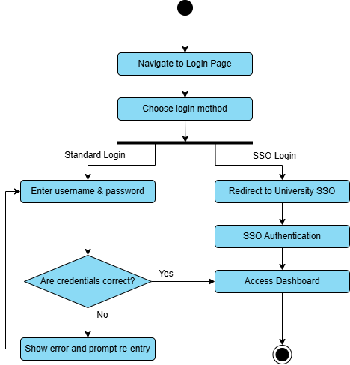 Navigate to Login Page
Choose login method
Standard Login
SSO Login
Enter username & password
Redirect to University SSO
SSO Authentication
Are credentials correct?
Yes
Access Dashboard
No
Show error and prompt re-entry